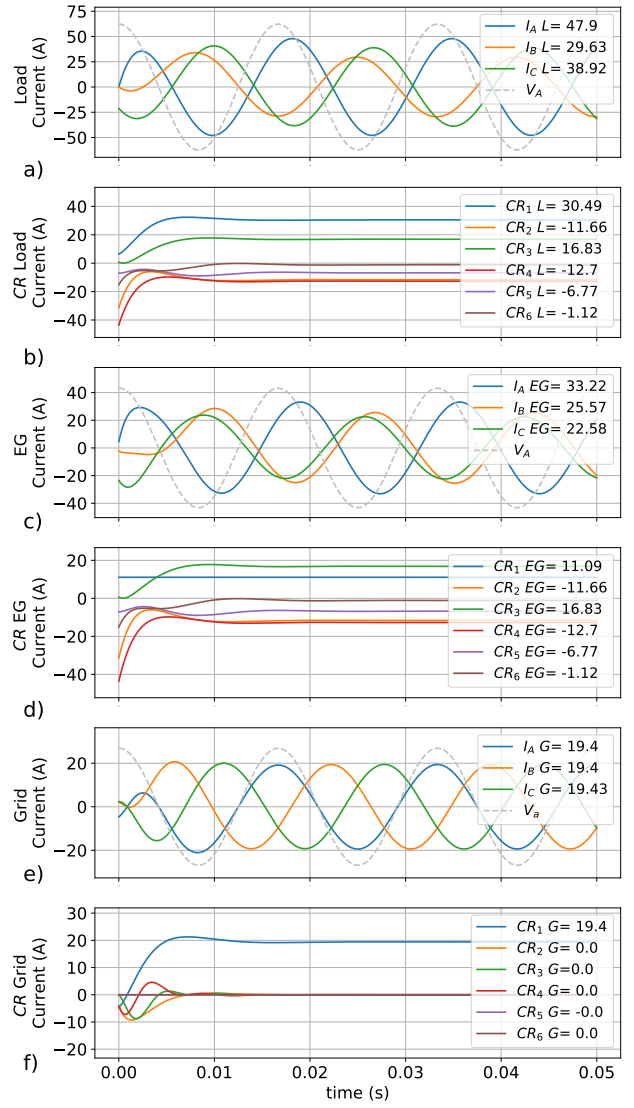 75
50
25
0
−25
−50
Load
Current (A)
I_A L= 47.9
I_B L= 29.63
I_C L= 38.92
V_A
a)
40
20
0
−20
−40
CR Load
Current (A)
CR_1 L= 30.49
CR_2 L= -11.66
CR_3 L= 16.83
CR_4 L= -12.7
CR_5 L= -6.77
CR_6 L= -1.12
b)
40
20
0
−20
−40
EG
Current (A)
I_A EG= 33.22
I_B EG= 25.57
I_C EG= 22.58
V_A
c)
20
0
−20
−40
CR EG
Current (A)
CR_1 EG= 11.09
CR_2 EG= -11.66
CR_3 EG= 16.83
CR_4 EG= -12.7
CR_5 EG= -6.77
CR_6 EG= -1.12
d)
20
0
−20
Grid
Current (A)
I_A G= 19.4
I_B G= 19.4
I_C G= 19.43
V_a
e)
30
20
10
0
−10
−20
CR Grid
Current (A)
CR_1 G= 19.4
CR_2 G= 0.0
CR_3 G=0.0
CR_4 G= 0.0
CR_5 G= -0.0
CR_6 G= 0.0
f)
0.00 0.01 0.02 0.03 0.04 0.05
time (s)